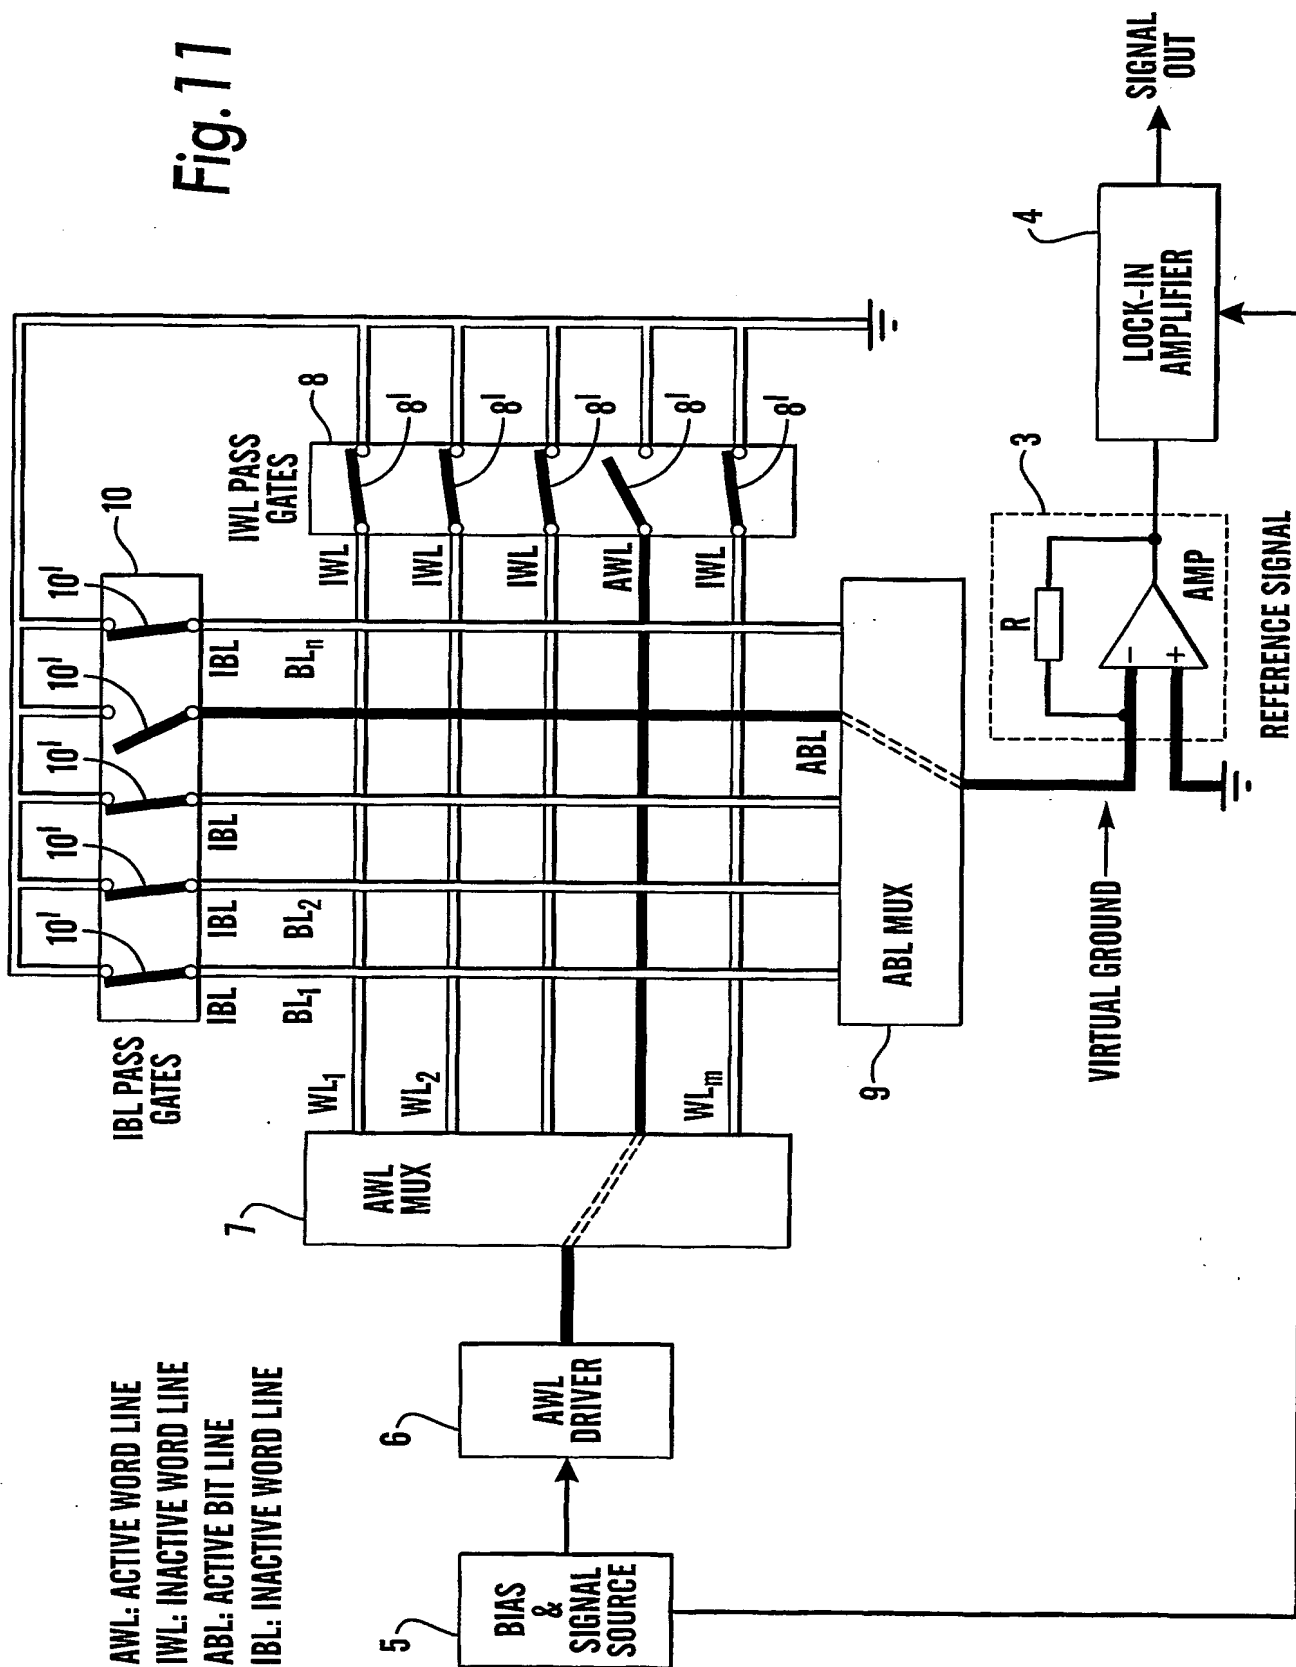 Fig.11
AWL: ACTIVE WORD LINE
IWL: INACTIVE WORD LINE
ABL: ACTIVE BIT LINE
IBL: INACTIVE WORD LINE
IBL PASS
GATES
10
10'
10'
10'
10'
10'
IBL
IBL
IBL
IBL
BL1
BL2
BLn
IWL PASS
GATES
8
8'
8'
8'
8'
8'
IWL
IWL
IWL
AWL
IWL
WL1
WL2
WLm
7
AWL
MUX
6
AWL
DRIVER
5
BIAS
&
SIGNAL
SOURCE
ABL
ABL MUX
9
VIRTUAL GROUND
3
R
−
+
AMP
REFERENCE SIGNAL
4
LOCK-IN
AMPLIFIER
SIGNAL
OUT